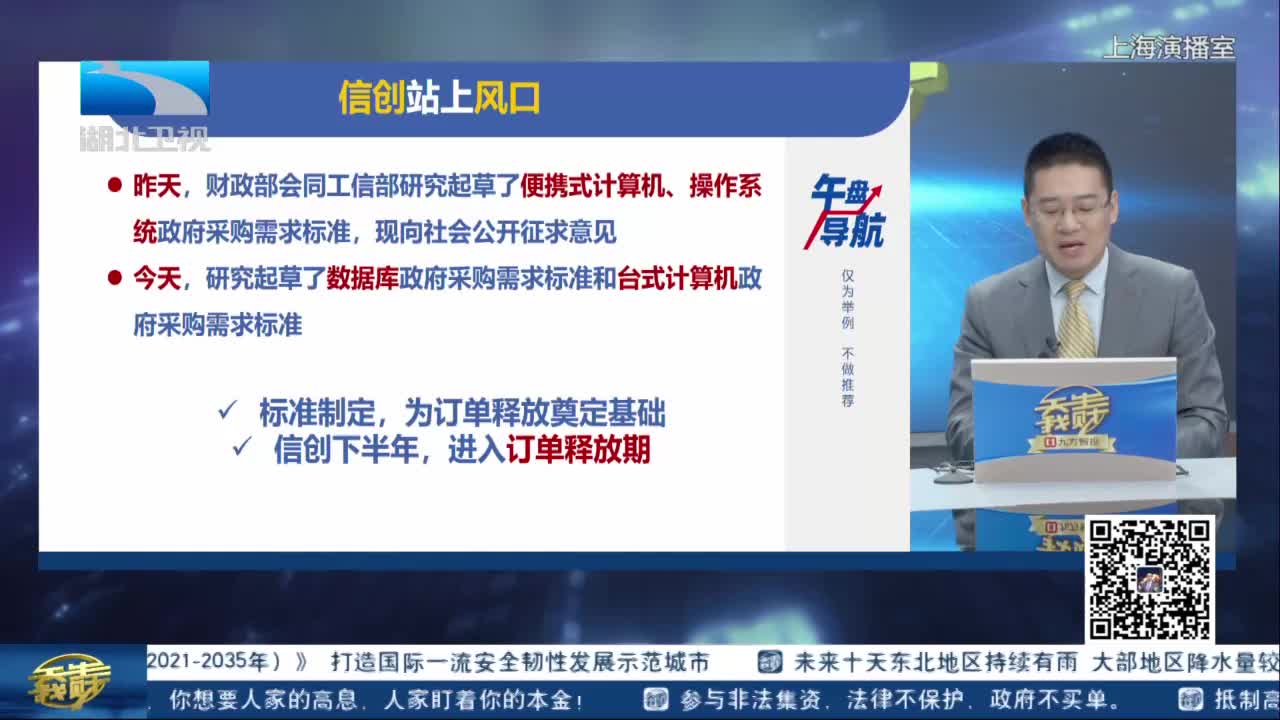 上海演播室
湖北卫视
信创站上风口
昨天，财政部会同工信部研究起草了便携式计算机、操作系
统政府采购需求标准，现向社会公开征求意见
今天，研究起草了数据库政府采购需求标准和台式计算机政
府采购需求标准
✓ 标准制定，为订单释放奠定基础
✓ 信创下半年，进入订单释放期
午盘
导航
仅为举例 不做推荐
九方智投
2021-2035年）》 打造国际一流安全韧性发展示范城市 未来十天东北地区持续有雨 大部地区降水量较
你想要人家的高息，人家盯着你的本金！ 参与非法集资，法律不保护，政府不买单。 抵制高